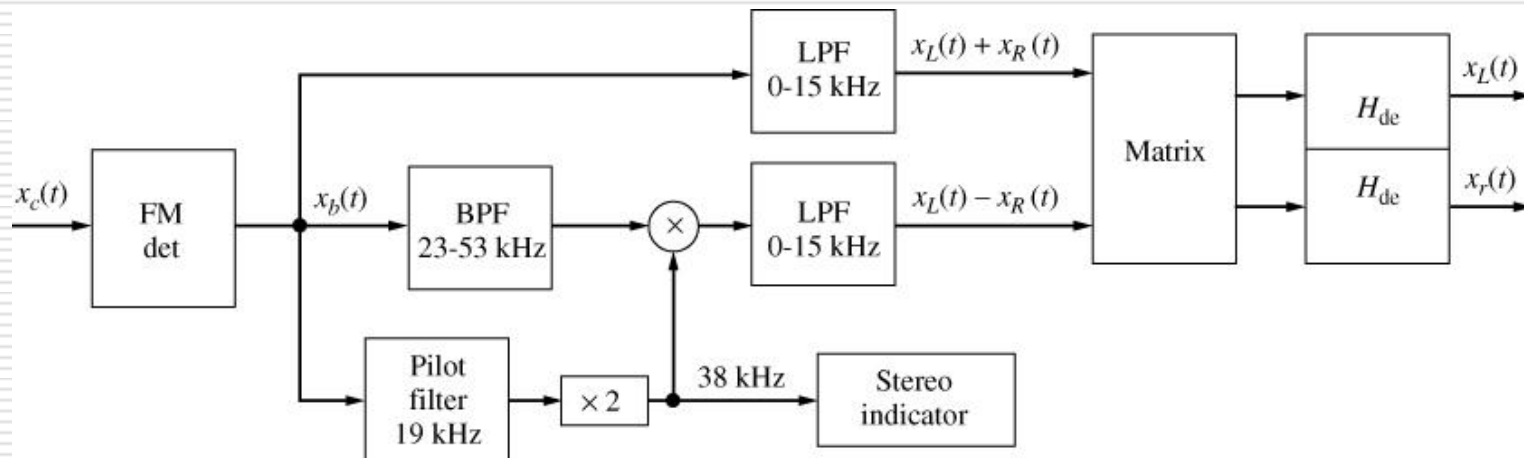 LPF
0-15 kHz
x_L(t) + x_R(t)
Matrix
H_de
x_L(t)
x_c(t)
FM
det
x_b(t)
BPF
23-53 kHz
×
LPF
0-15 kHz
x_L(t) − x_R(t)
H_de
x_r(t)
Pilot
filter
19 kHz
× 2
38 kHz
Stereo
indicator